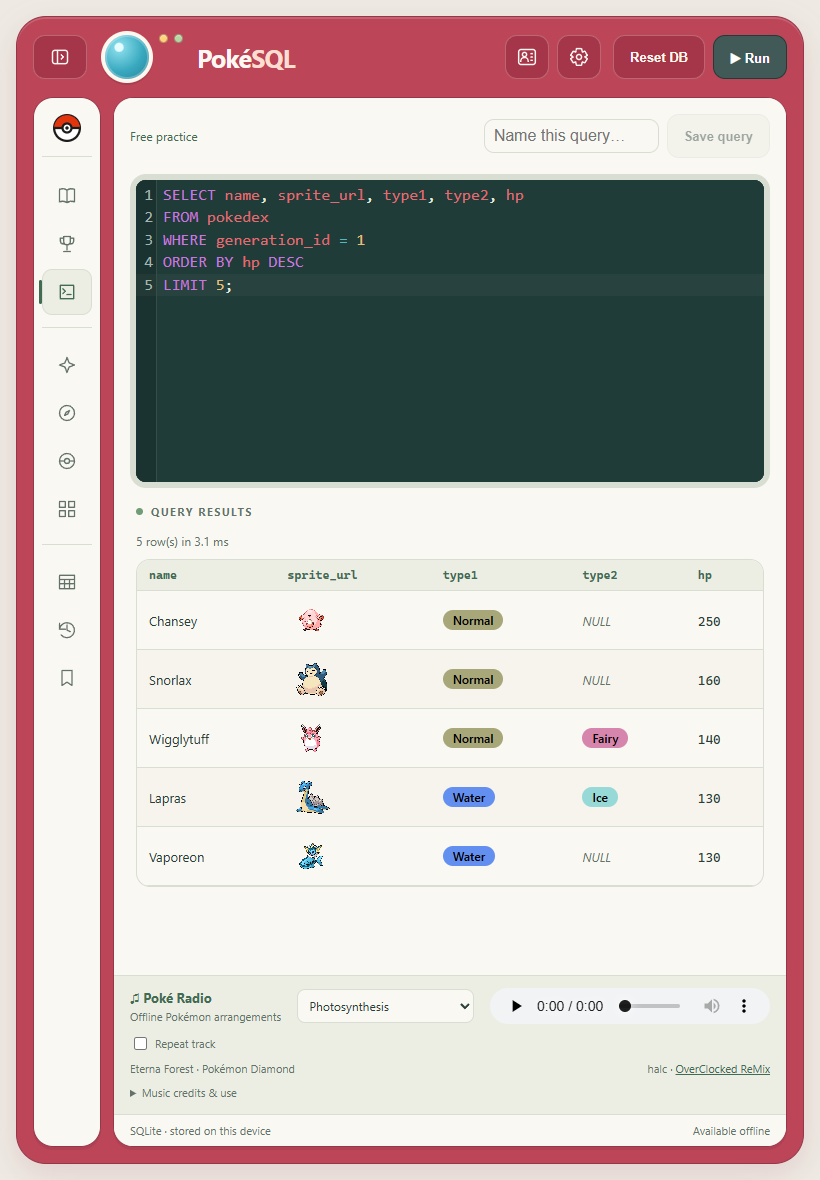 PokéSQL
Reset DB
▶ Run
Free practice
Name this query...
Save query
1 SELECT name, sprite_url, type1, type2, hp
2 FROM pokedex
3 WHERE generation_id = 1
4 ORDER BY hp DESC
5 LIMIT 5;
QUERY RESULTS
5 row(s) in 3.1 ms
name sprite_url type1 type2 hp
Chansey Normal NULL 250
Snorlax Normal NULL 160
Wigglytuff Normal Fairy 140
Lapras Water Ice 130
Vaporeon Water NULL 130
♫ Poké Radio
Offline Pokémon arrangements
Photosynthesis
0:00 / 0:00
Repeat track
Eterna Forest · Pokémon Diamond
halc · OverClocked ReMix
▶ Music credits & use
SQLite · stored on this device
Available offline